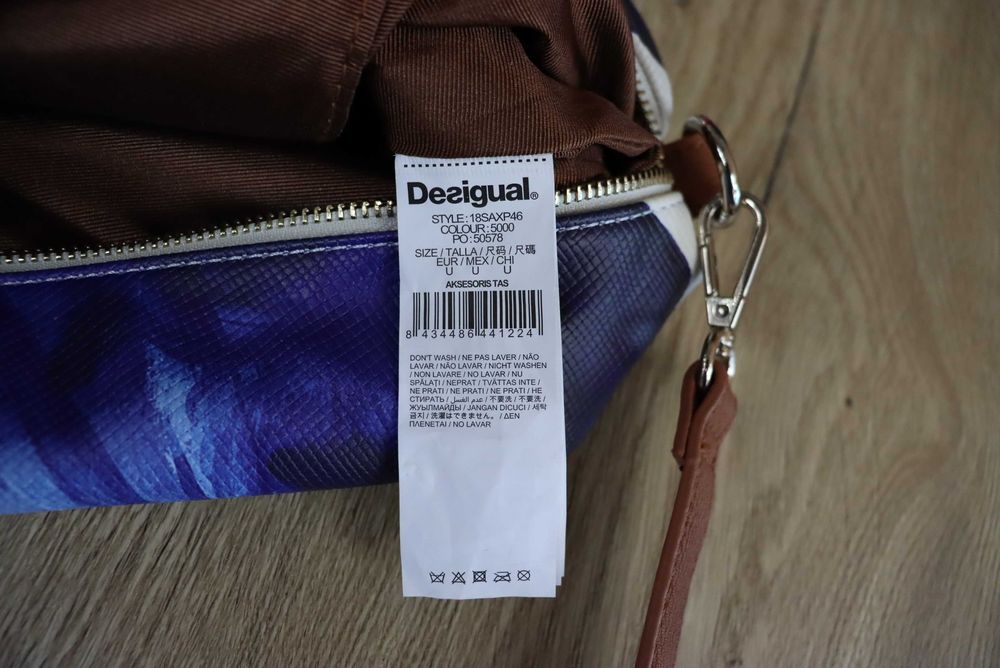 Desigual®
STYLE: 18SAXP46
COLOUR: 5000
PO: 50578
SIZE / TALLA / 尺码 / 尺碼
EUR / MEX / CHI
U U U
AKSESORIS TAS
8 434486 441224
DON'T WASH / NE PAS LAVER / NÃO
LAVAR / NÃO LAVAR / NICHT WASHEN
/ NON LAVARE / NO LAVAR / NU
SPĂLAȚI / NEPRAT / TVÄTTAS INTE /
NE PRATI / NE PRATI / NE PRATI / НЕ
СТИРАТЬ / عدم الغسل / 不要洗 / 不要洗 /
ЖУЫЛМАЙДЫ / JANGAN DICUCI / 세탁
금지 / 洗濯はできません。 / ΔΕΝ
ΠΛΕΝΕΤΑΙ / NO LAVAR